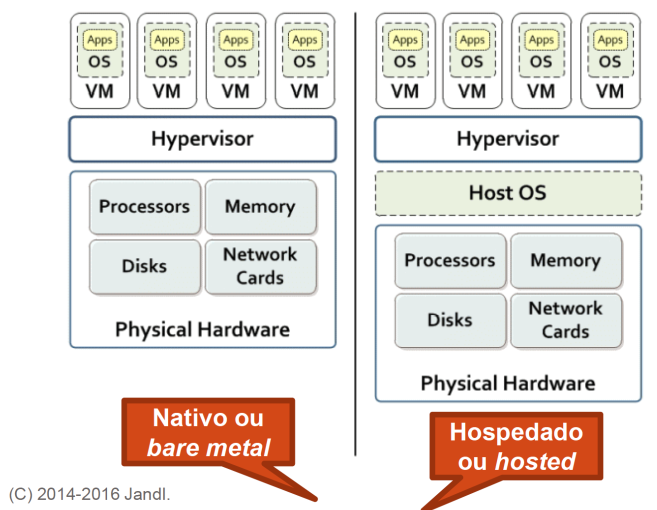 Apps Apps Apps Apps
OS OS OS OS
VM VM VM VM
Hypervisor
Processors Memory
Disks Network
Cards
Physical Hardware
Nativo ou
bare metal
Apps Apps Apps Apps
OS OS OS OS
VM VM VM VM
Hypervisor
Host OS
Processors Memory
Disks Network
Cards
Physical Hardware
Hospedado
ou hosted
(C) 2014-2016 Jandl.